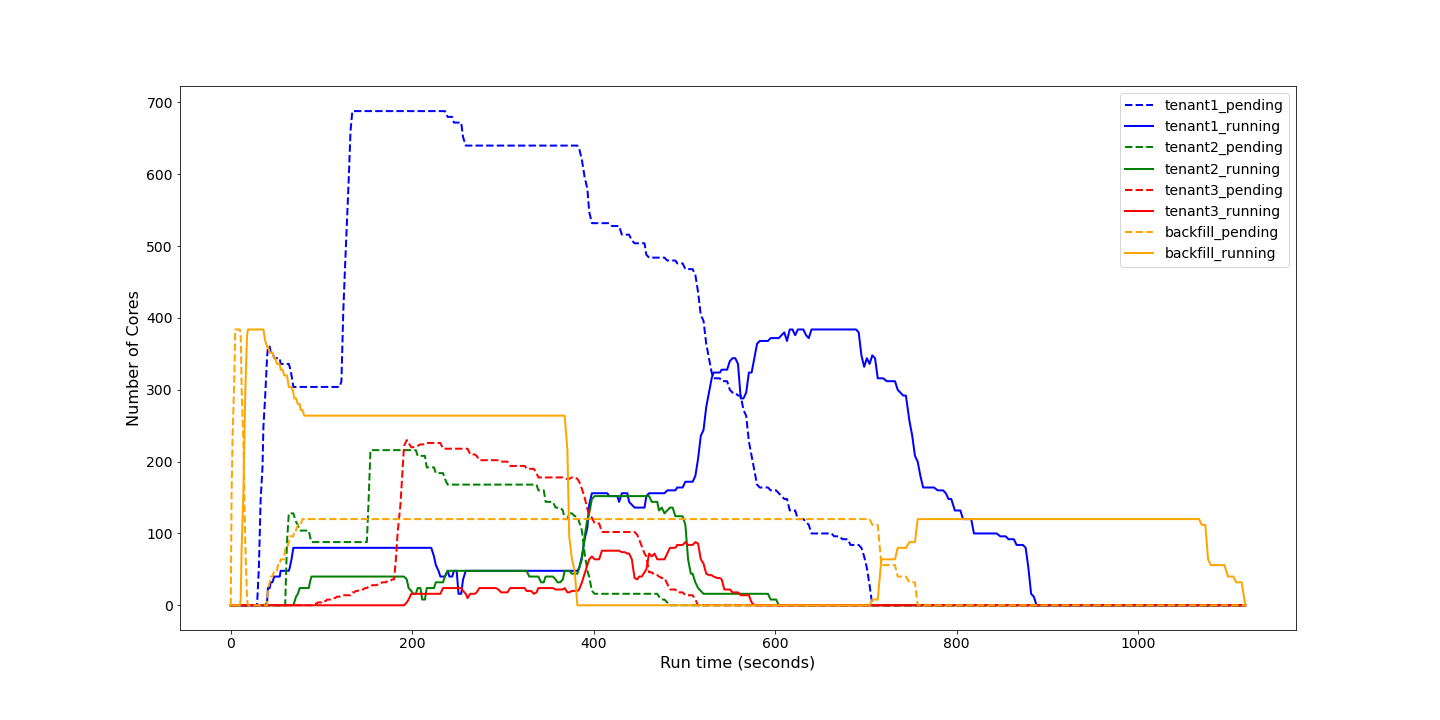 700
600
500
400
300
200
100
0
Number of Cores
tenant1_pending
tenant1_running
tenant2_pending
tenant2_running
tenant3_pending
tenant3_running
backfill_pending
backfill_running
0 200 400 600 800 1000
Run time (seconds)